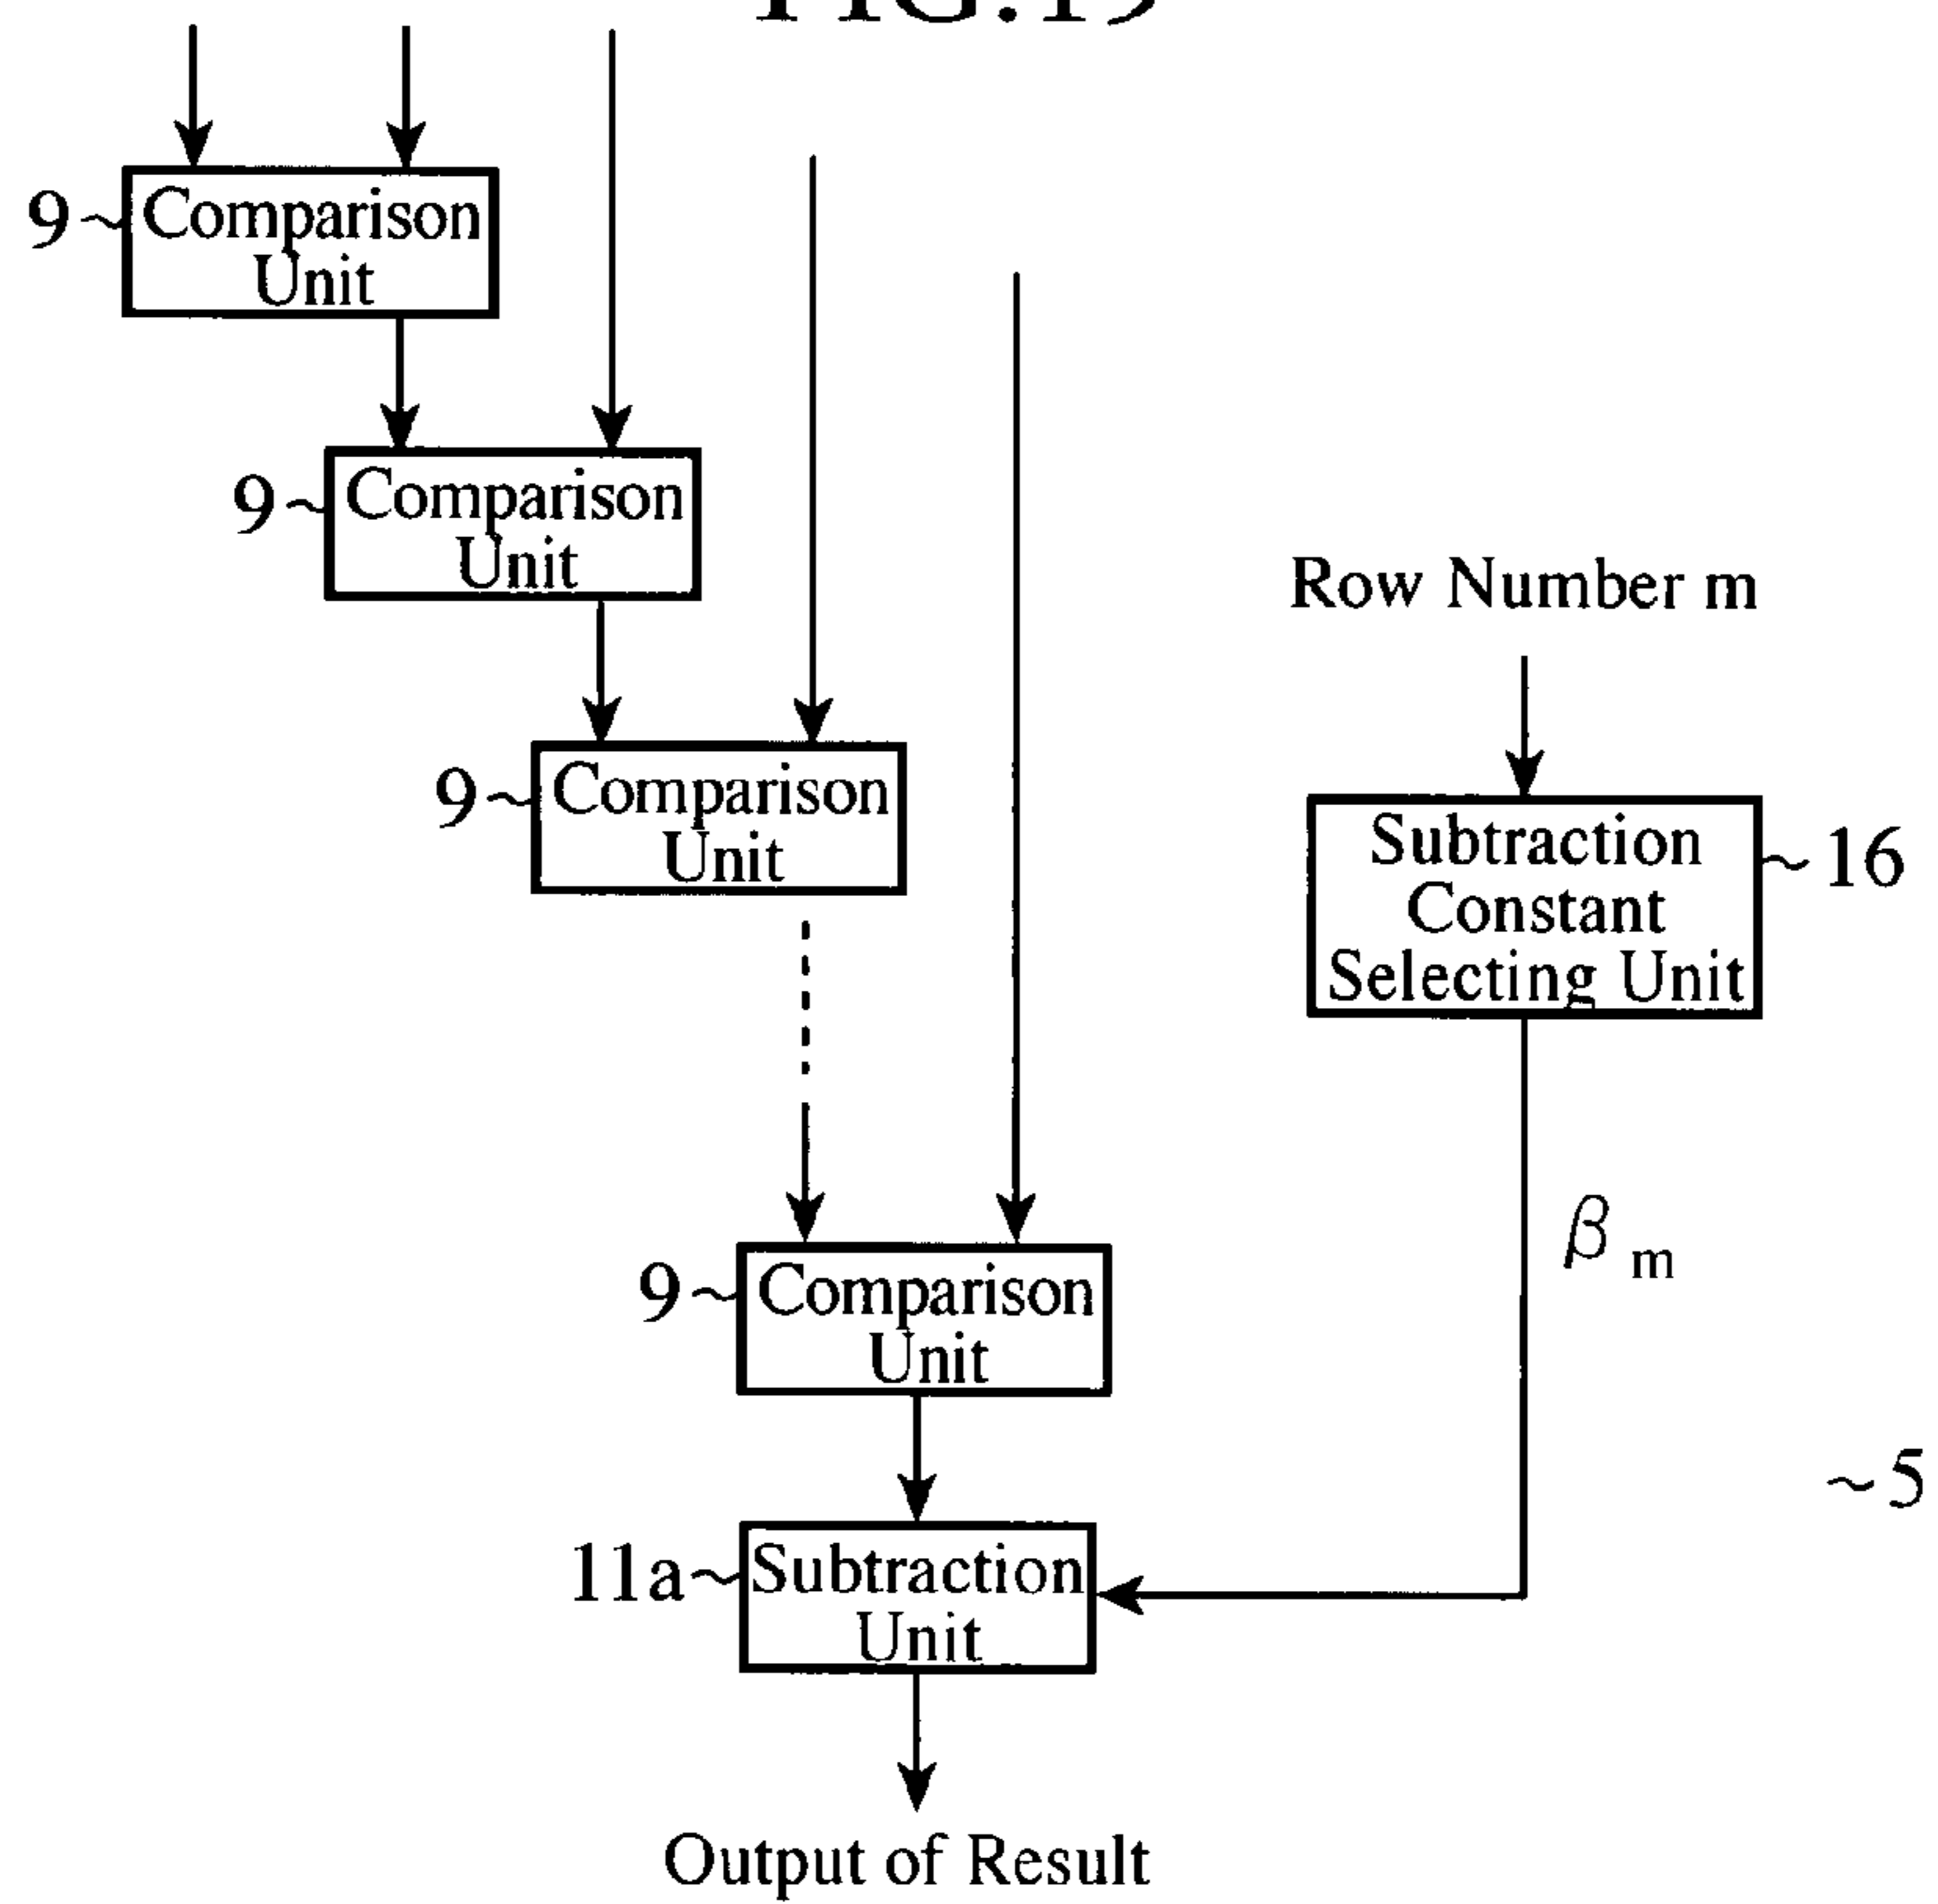 9 ~ Comparison
Unit
9 ~ Comparison
Unit
Row Number m
9 ~ Comparison
Unit
Subtraction
Constant
Selecting Unit
~ 16
β m
9 ~ Comparison
Unit
~ 5
11a ~ Subtraction
Unit
Output of Result